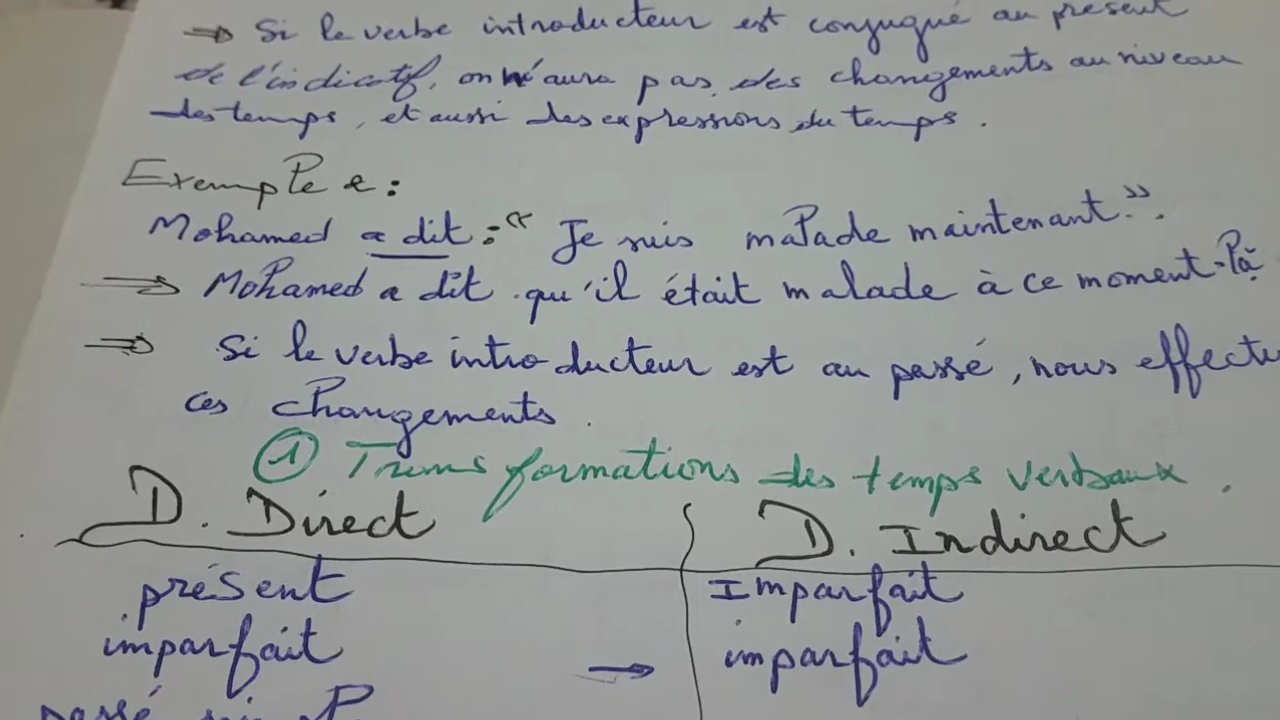 ⇒ Si le verbe introducteur est conjugué au présent
de l'indicatif, on n'aura pas des changements au niveau
des temps, et aussi des expressions du temps.
Exemple 2 :
Mohamed a dit : « Je suis malade maintenant ».
⇒ Mohamed a dit qu'il était malade à ce moment-là
⇒ Si le verbe introducteur est au passé, nous effectu
ces changements.
① Transformations des temps verbaux.
D. Direct D. Indirect
présent Imparfait
imparfait → imparfait
passé simpl